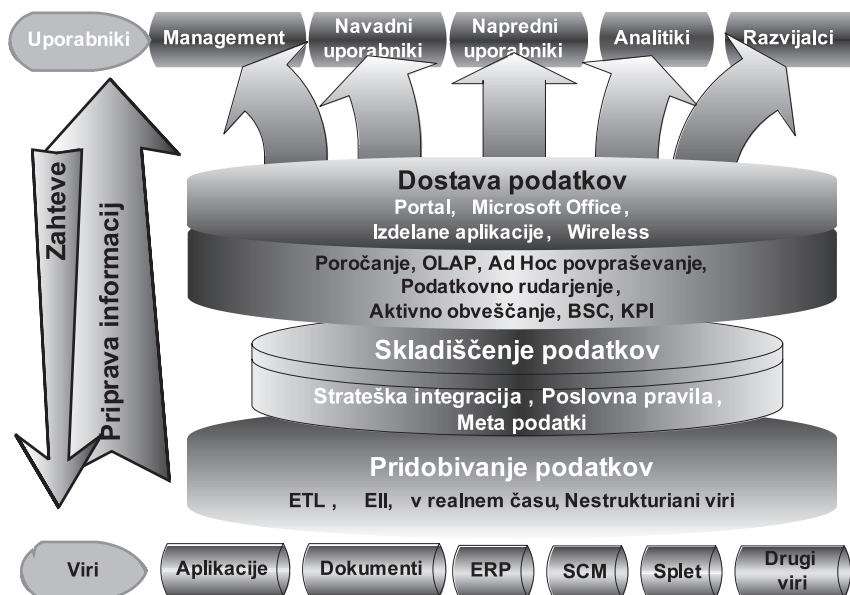 Uporabniki
Management
Navadni
uporabniki
Napredni
uporabniki
Analitiki
Razvijalci
Zahteve
Priprava informacij
Dostava podatkov
Portal, Microsoft Office,
Izdelane aplikacije, Wireless
Poročanje, OLAP, Ad Hoc povpraševanje,
Podatkovno rudarjenje,
Aktivno obveščanje, BSC, KPI
Skladiščenje podatkov
Strateška integracija , Poslovna pravila ,
Meta podatki
Pridobivanje podatkov
ETL , EII, v realnem času, Nestrukturiani viri
Viri
Aplikacije
Dokumenti
ERP
SCM
Splet
Drugi
viri